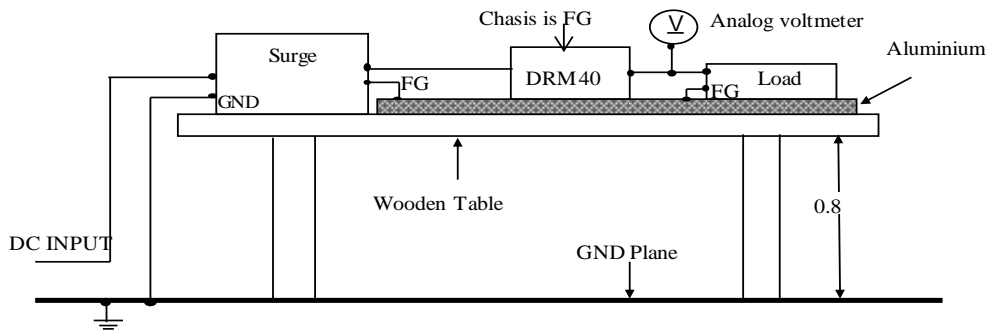 Chasis is FG
V
Analog voltmeter
Surge
Aluminium
FG
DRM40
Load
GND
FG
Wooden Table
0.8
DC INPUT
GND Plane